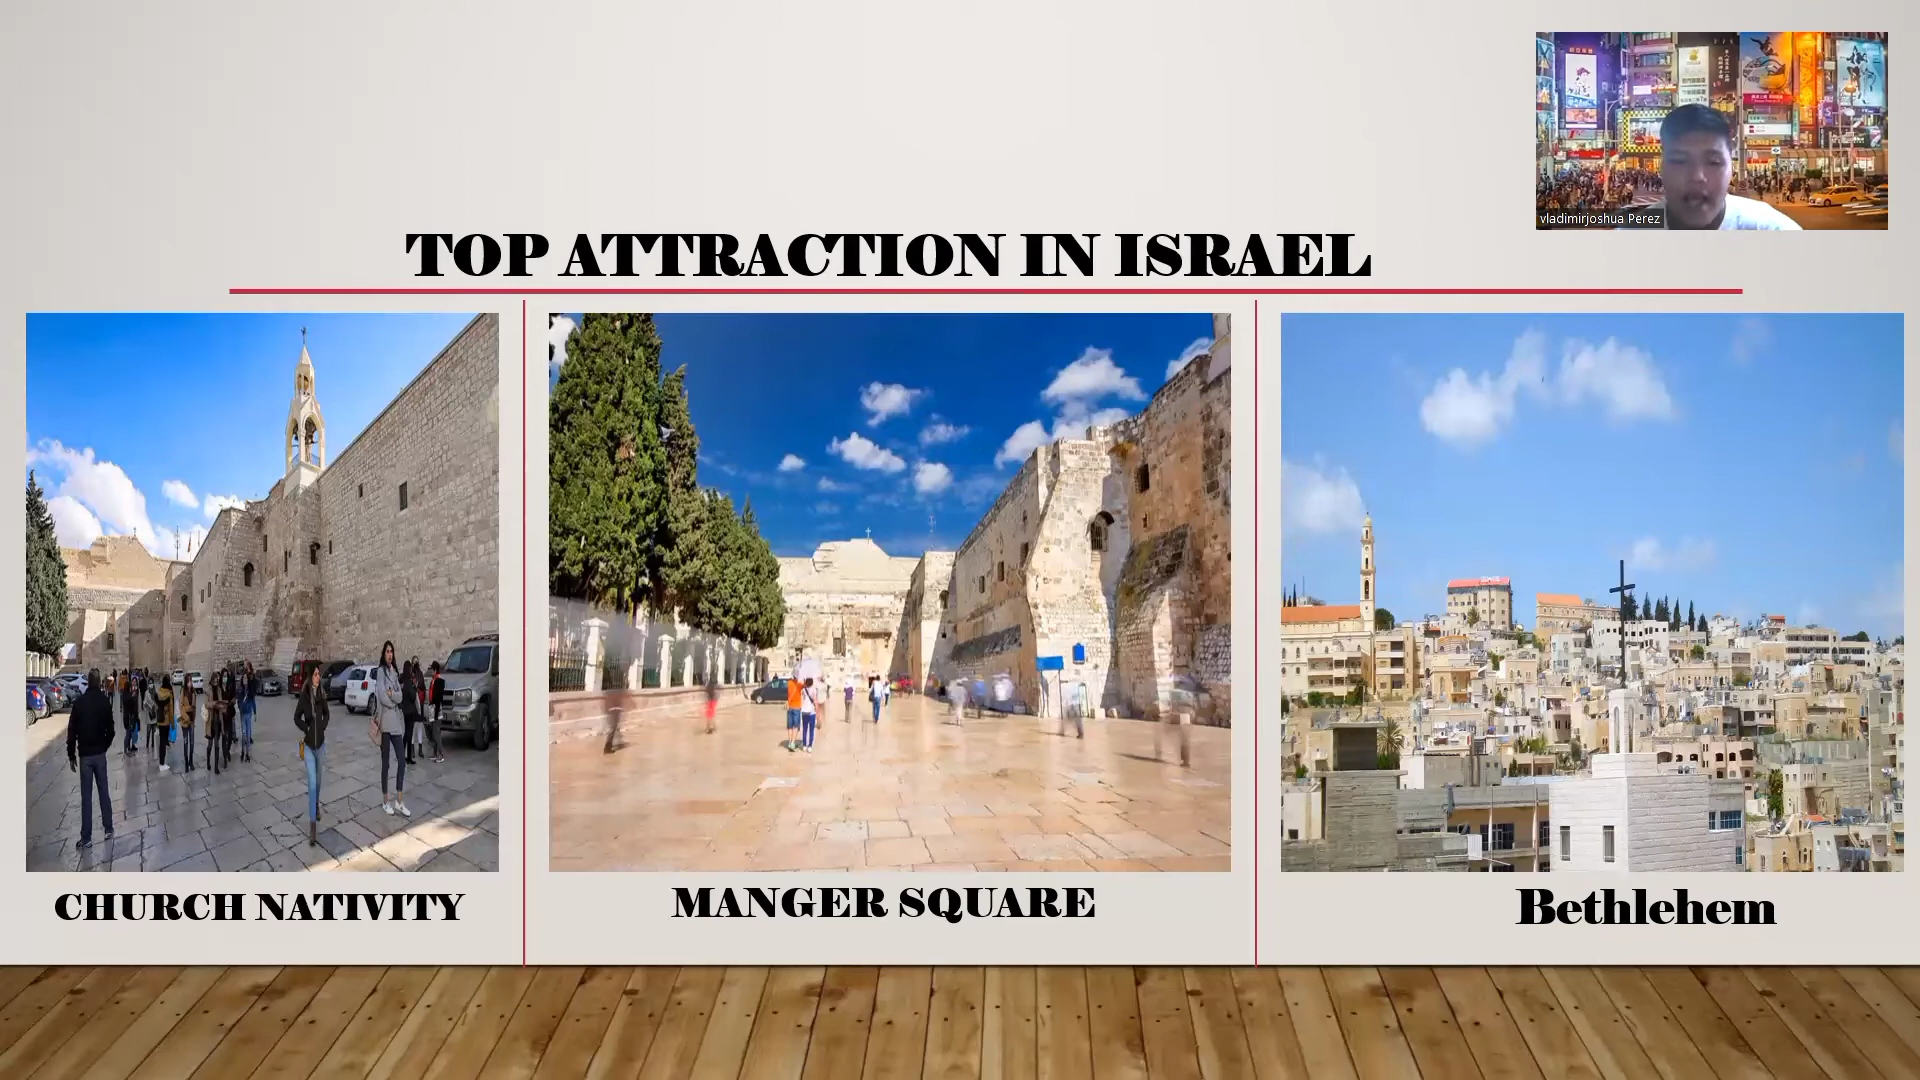 vladimirjoshua Perez
TOP ATTRACTION IN ISRAEL
CHURCH NATIVITY
MANGER SQUARE
Bethlehem